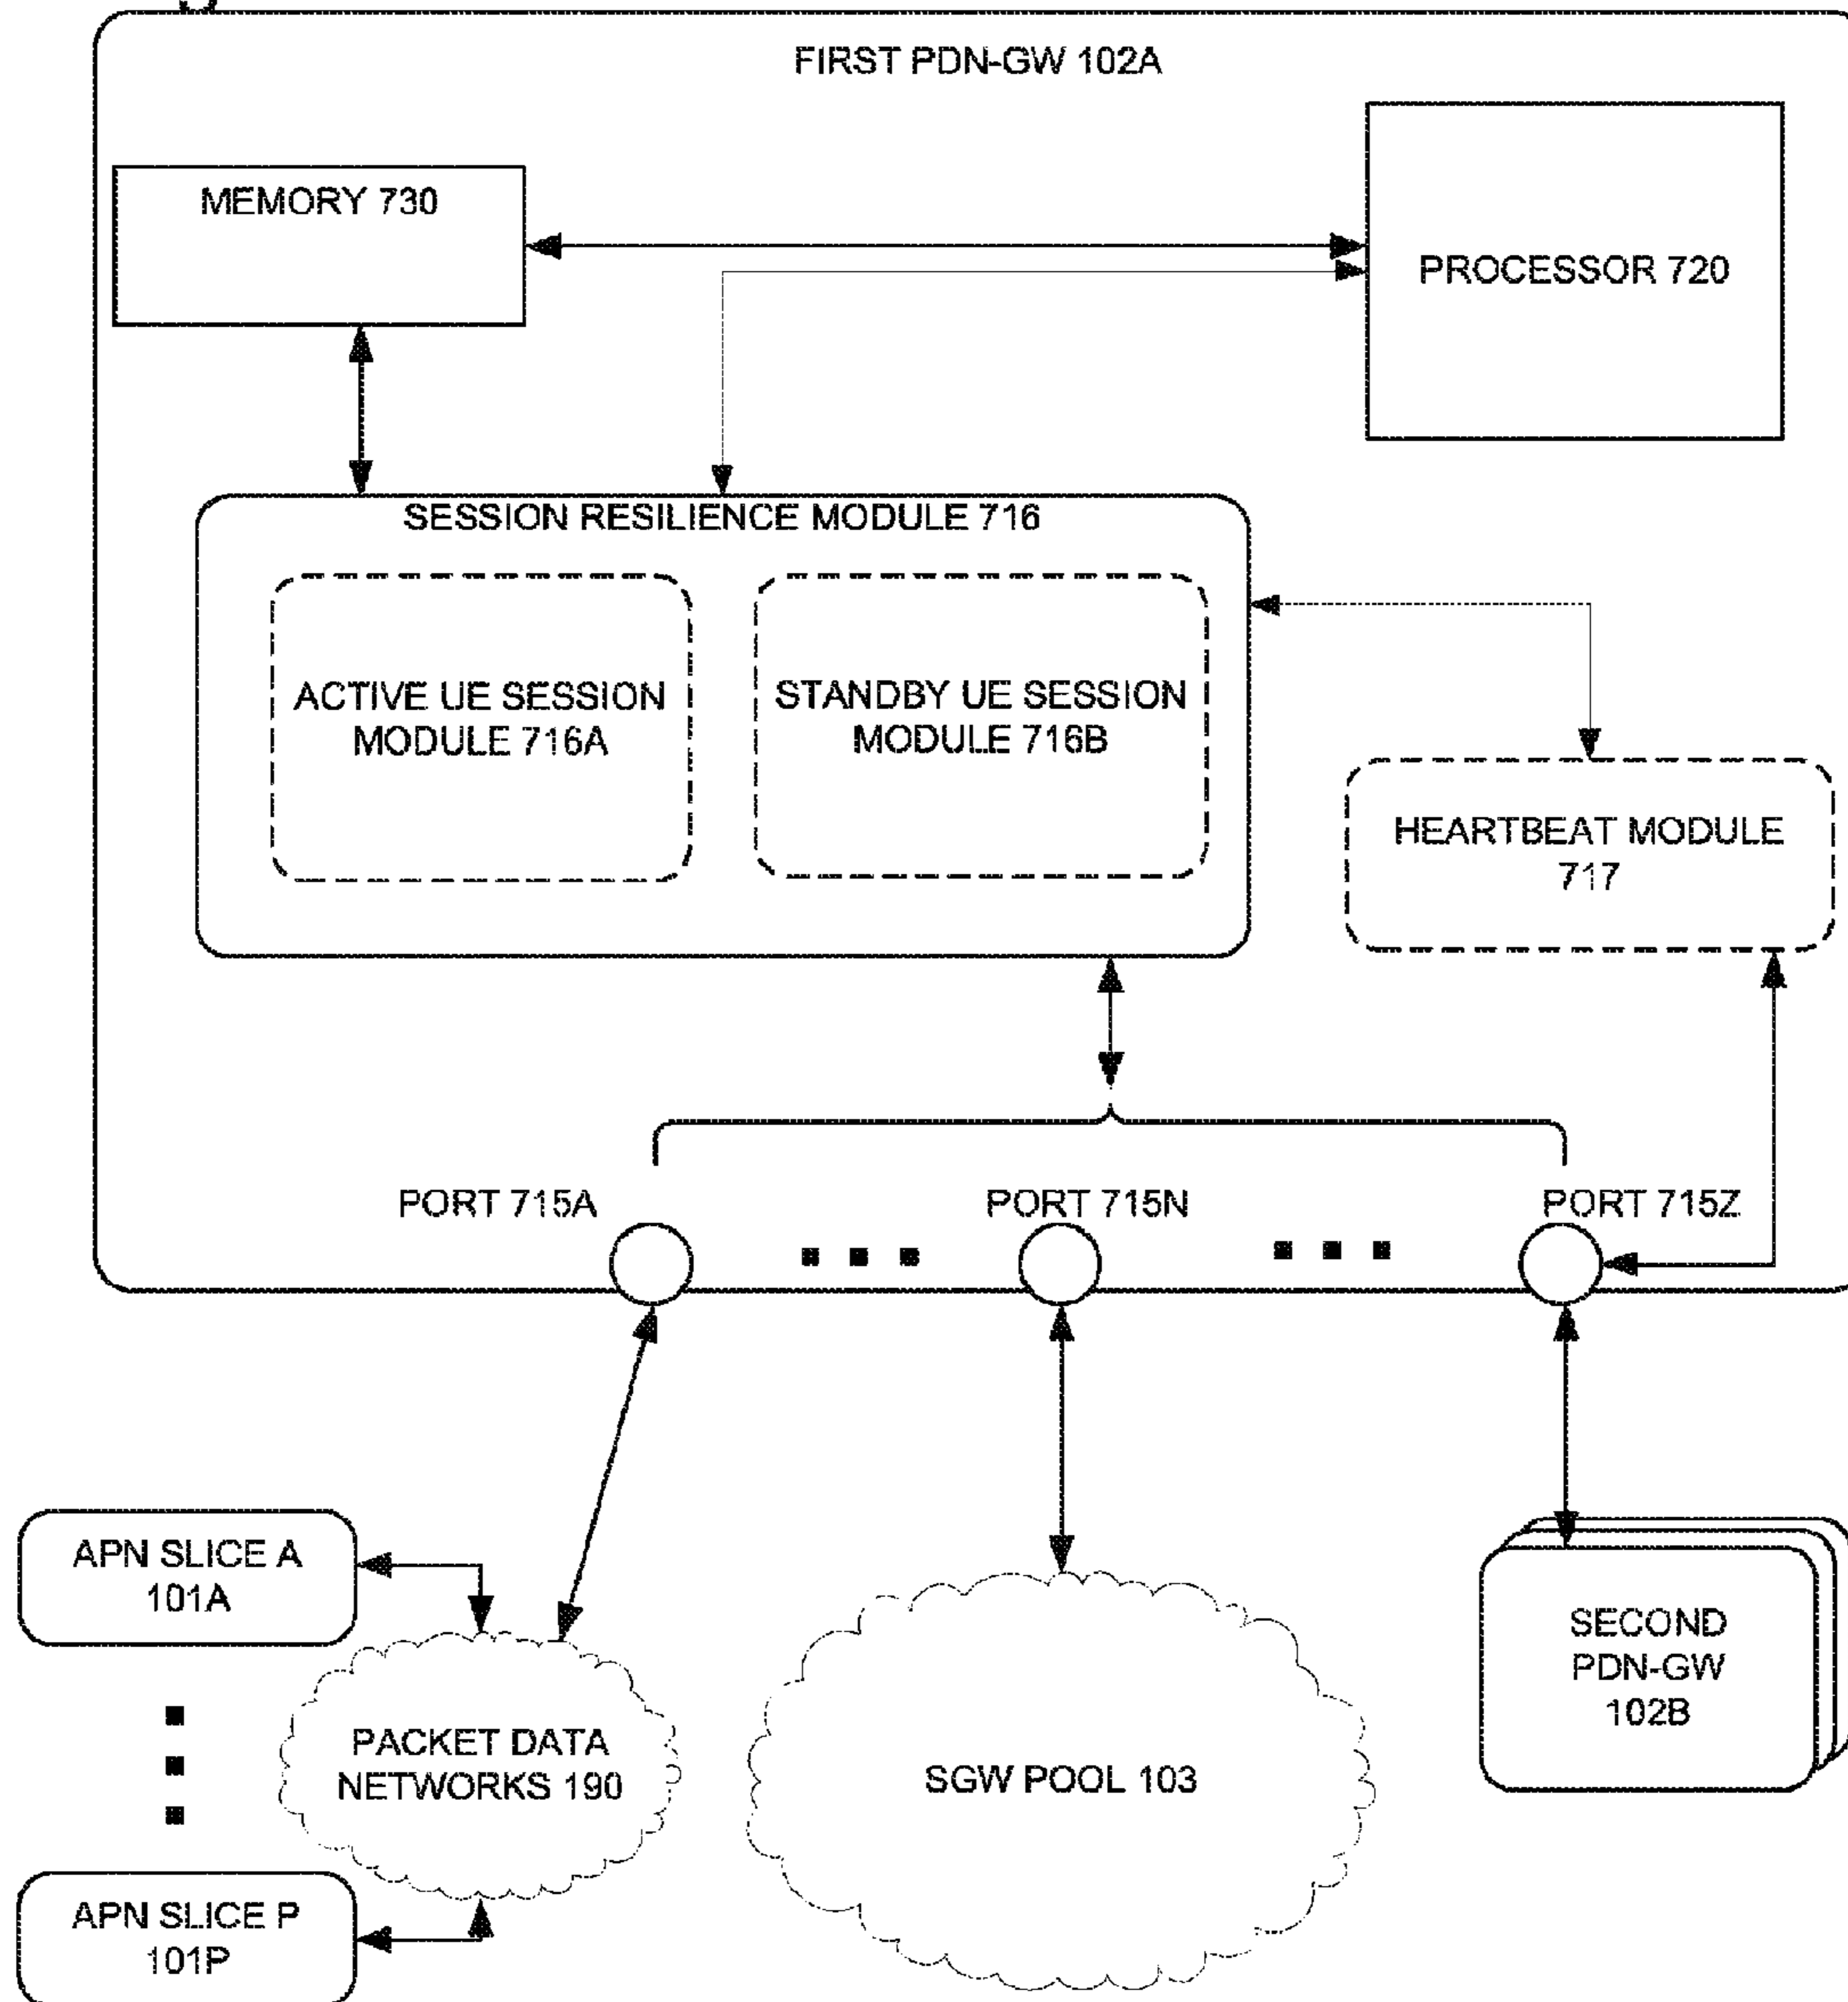 FIRST PDN-GW 102A
MEMORY 730
PROCESSOR 720
SESSION RESILIENCE MODULE 716
ACTIVE UE SESSION
MODULE 716A
STANDBY UE SESSION
MODULE 716B
HEARTBEAT MODULE
717
PORT 715A
PORT 715N
PORT 715Z
APN SLICE A
101A
PACKET DATA
NETWORKS 190
SGW POOL 103
SECOND
PDN-GW
102B
APN SLICE P
101P